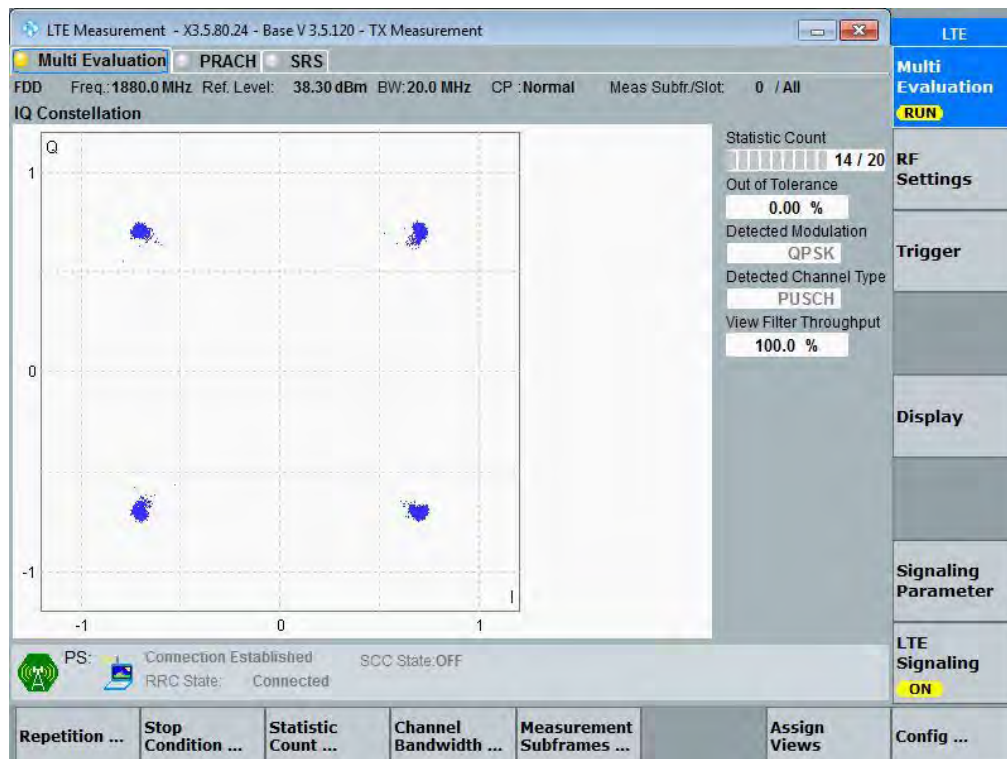 LTE Measurement - X3.5.80.24 - Base V 3.5.120 - TX Measurement
LTE
Multi Evaluation PRACH SRS
FDD Freq.:1880.0 MHz Ref. Level: 38.30 dBm BW:20.0 MHz CP :Normal Meas Subfr./Slot: 0 / All
IQ Constellation
Q
1
0
-1
I
-1 0 1
Statistic Count
14 / 20
Out of Tolerance
0.00 %
Detected Modulation
QPSK
Detected Channel Type
PUSCH
View Filter Throughput
100.0 %
Multi
Evaluation
RUN
RF
Settings
Trigger
Display
Signaling
Parameter
LTE
Signaling
ON
PS: Connection Established SCC State:OFF
RRC State: Connected
Repetition ...
Stop
Condition ...
Statistic
Count ...
Channel
Bandwidth ...
Measurement
Subframes ...
Assign
Views
Config ...